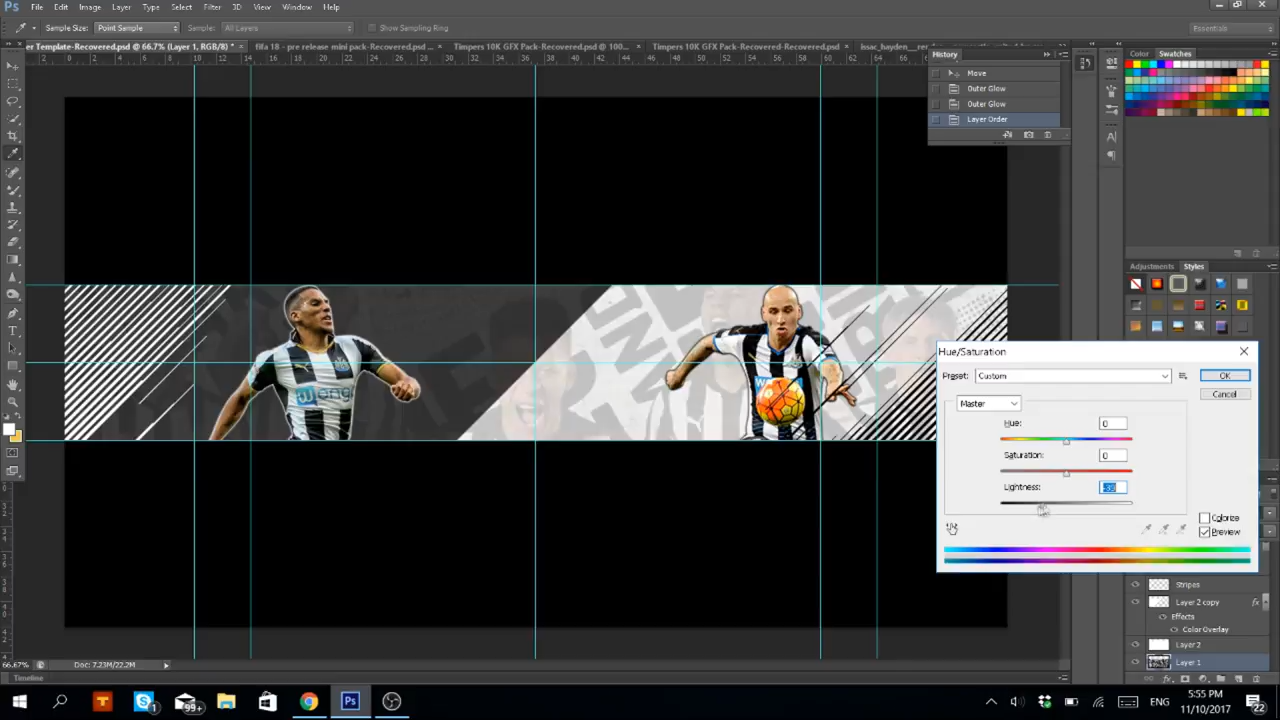 Ps File Edit Image Layer Type Select Filter 3D View Window Help
Sample Size: Point Sample Sample: All Layers Show Sampling Ring Essentials
er Template-Recovered.psd @ 66.7% (Layer 1, RGB/8) * × fifa 18 - pre release mini pack-Recovered.psd ... × Timpers 10K GFX Pack-Recovered.psd @ 100... × Timpers 10K GFX Pack-Recovered-Recovered.psd ×
History
Color Swatches
Move
Outer Glow
Outer Glow
Layer Order
Adjustments Styles
Hue/Saturation
Preset: Custom OK
Master Cancel
Hue: 0
Saturation: 0
Lightness:
Colorize
Preview
Stripes
Layer 2 copy fx
Effects
Color Overlay
Layer 2
Layer 1
66.67% Doc: 7.23M/22.2M
Timeline
99+
ENG 5:55 PM
11/10/2017 22